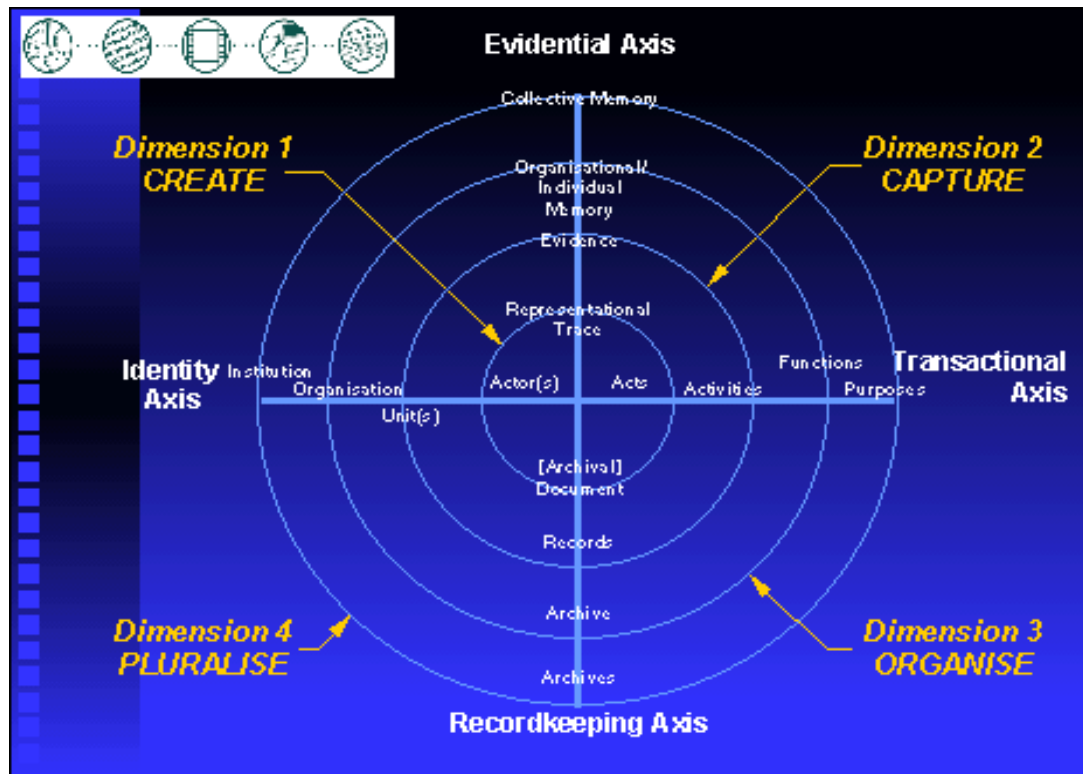 Evidential Axis
Collective Memory
Dimension 1
CREATE
Dimension 2
CAPTURE
Organisational/
Individual
Memory
Evidence
Representational
Trace
Identity
Axis
Institution
Organisation
Unit(s)
Actor(s)
Acts
Activities
Functions
Purposes
Transactional
Axis
[Archival]
Document
Records
Archive
Archives
Dimension 4
PLURALISE
Dimension 3
ORGANISE
Recordkeeping Axis